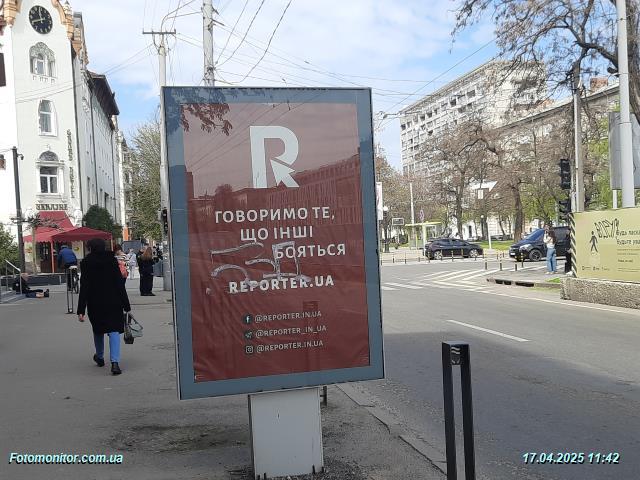 R
ГОВОРИМО ТЕ,
ЩО ІНШІ
БОЯТЬСЯ
REPORTER.UA
@REPORTER.IN.UA
@REPORTER_IN_UA
@REPORTER.IN.UA
Fotomonitor.com.ua
17.04.2025 11:42